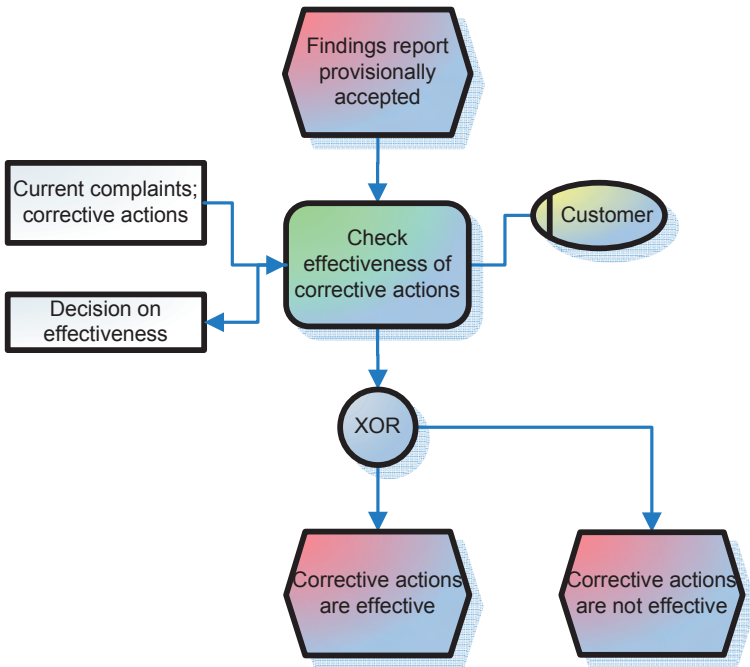 Findings report
provisionally
accepted
Current complaints;
corrective actions
Check
effectiveness of
corrective actions
Customer
Decision on
effectiveness
XOR
Corrective actions
are effective
Corrective actions
are not effective